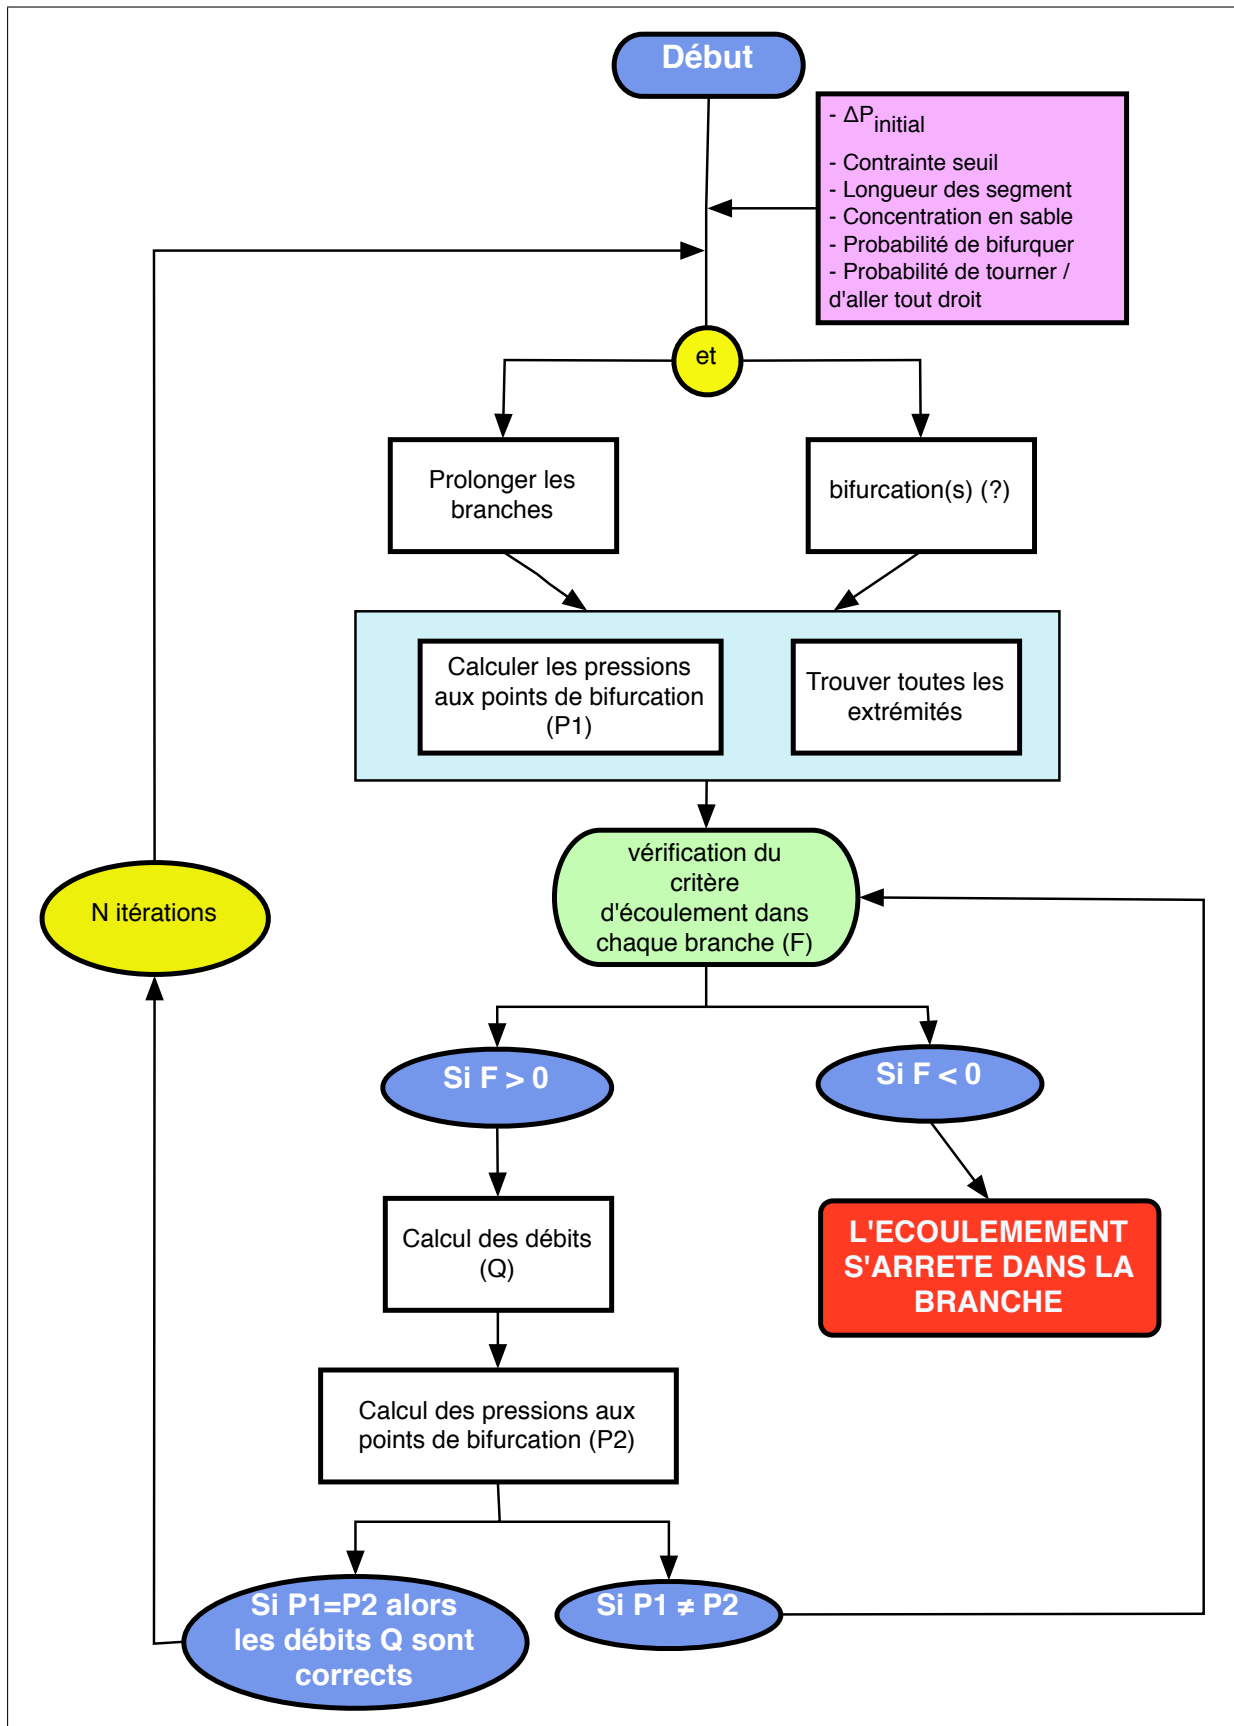 Début
- ΔPinitial
- Contrainte seuil
- Longueur des segment
- Concentration en sable
- Probabilité de bifurquer
- Probabilité de tourner /
d'aller tout droit
et
Prolonger les
branches
bifurcation(s) (?)
Calculer les pressions
aux points de bifurcation
(P1)
Trouver toutes les
extrémités
vérification du
critère
d'écoulement dans
chaque branche (F)
N itérations
Si F > 0
Si F < 0
Calcul des débits
(Q)
L'ECOULEMEMENT
S'ARRETE DANS LA
BRANCHE
Calcul des pressions aux
points de bifurcation (P2)
Si P1=P2 alors
les débits Q sont
corrects
Si P1 ≠ P2